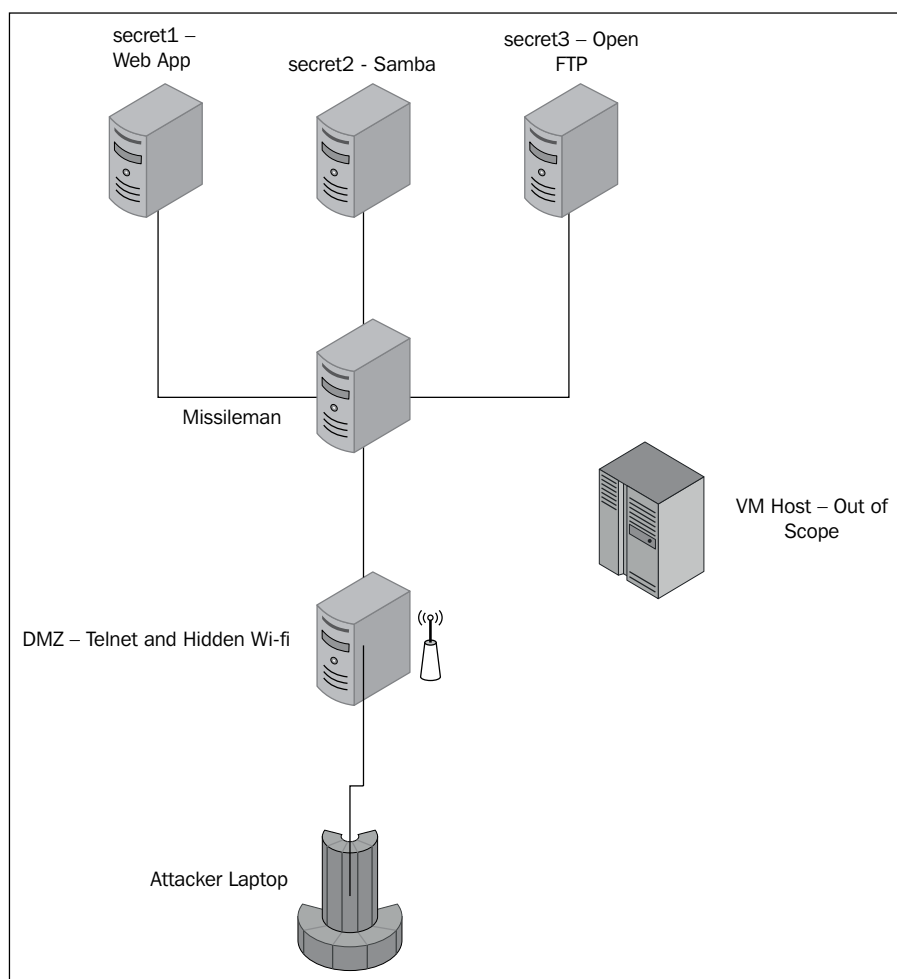 secret1 –
Web App
secret2 - Samba
secret3 – Open
FTP
Missileman
VM Host – Out of
Scope
DMZ – Telnet and Hidden Wi-fi
Attacker Laptop